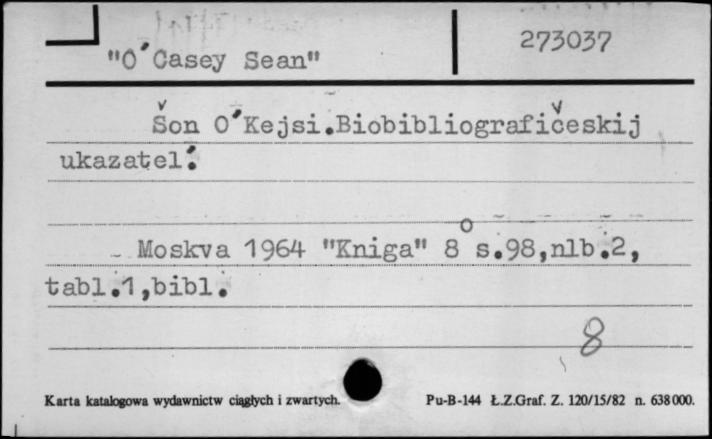 273037
"O'Casey Sean"
Šon O'Kejsi.Biobibliografičeskij
ukazatel'.
Moskva 1964 "Kniga" 8° s.98,nlb.2,
tabl.1,bibl.
8
Karta katalogowa wydawnictw ciągłych i zwartych. Pu-B-144 Ł.Z.Graf. Z. 120/15/82 n. 638000.